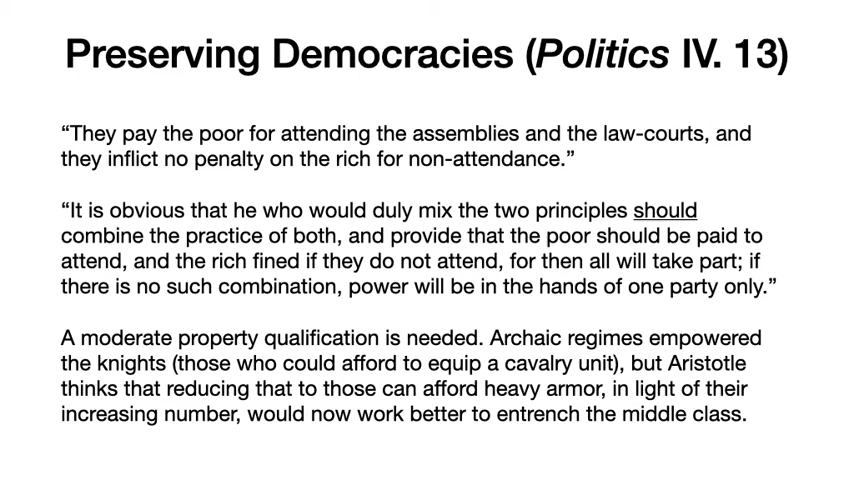 Preserving Democracies (Politics IV. 13)
“They pay the poor for attending the assemblies and the law-courts, and
they inflict no penalty on the rich for non-attendance.”
“It is obvious that he who would duly mix the two principles should
combine the practice of both, and provide that the poor should be paid to
attend, and the rich fined if they do not attend, for then all will take part; if
there is no such combination, power will be in the hands of one party only.”
A moderate property qualification is needed. Archaic regimes empowered
the knights (those who could afford to equip a cavalry unit), but Aristotle
thinks that reducing that to those can afford heavy armor, in light of their
increasing number, would now work better to entrench the middle class.